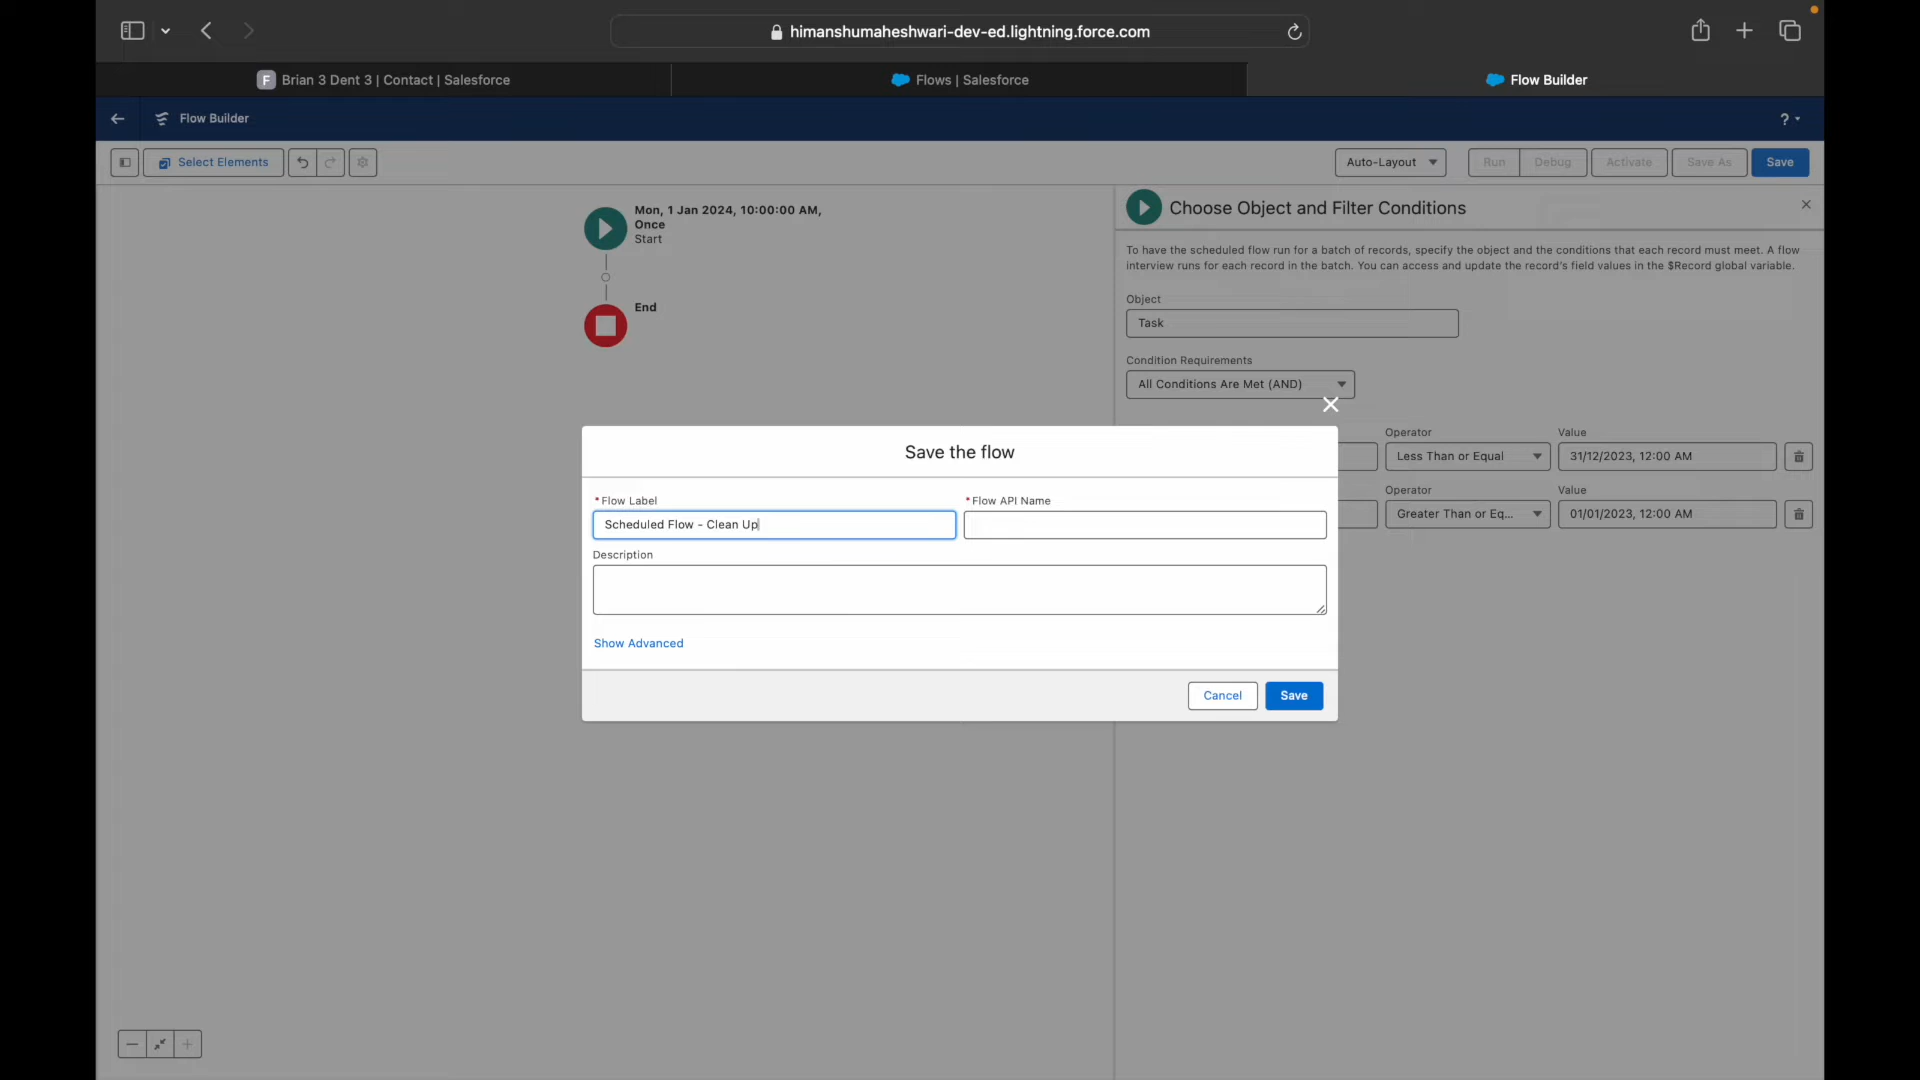 himanshumaheshwari-dev-ed.lightning.force.com
F Brian 3 Dent 3 | Contact | Salesforce
Flows | Salesforce
Flow Builder
Flow Builder
?
Select Elements
Auto-Layout
Run
Debug
Activate
Save As
Save
Mon, 1 Jan 2024, 10:00:00 AM,
Once
Start
End
Choose Object and Filter Conditions
To have the scheduled flow run for a batch of records, specify the object and the conditions that each record must meet. A flow
interview runs for each record in the batch. You can access and update the record's field values in the $Record global variable.
Object
Task
Condition Requirements
All Conditions Are Met (AND)
Operator
Value
Less Than or Equal
31/12/2023, 12:00 AM
Operator
Value
Greater Than or Eq...
01/01/2023, 12:00 AM
Save the flow
*Flow Label
*Flow API Name
Scheduled Flow - Clean Up
Description
Show Advanced
Cancel
Save